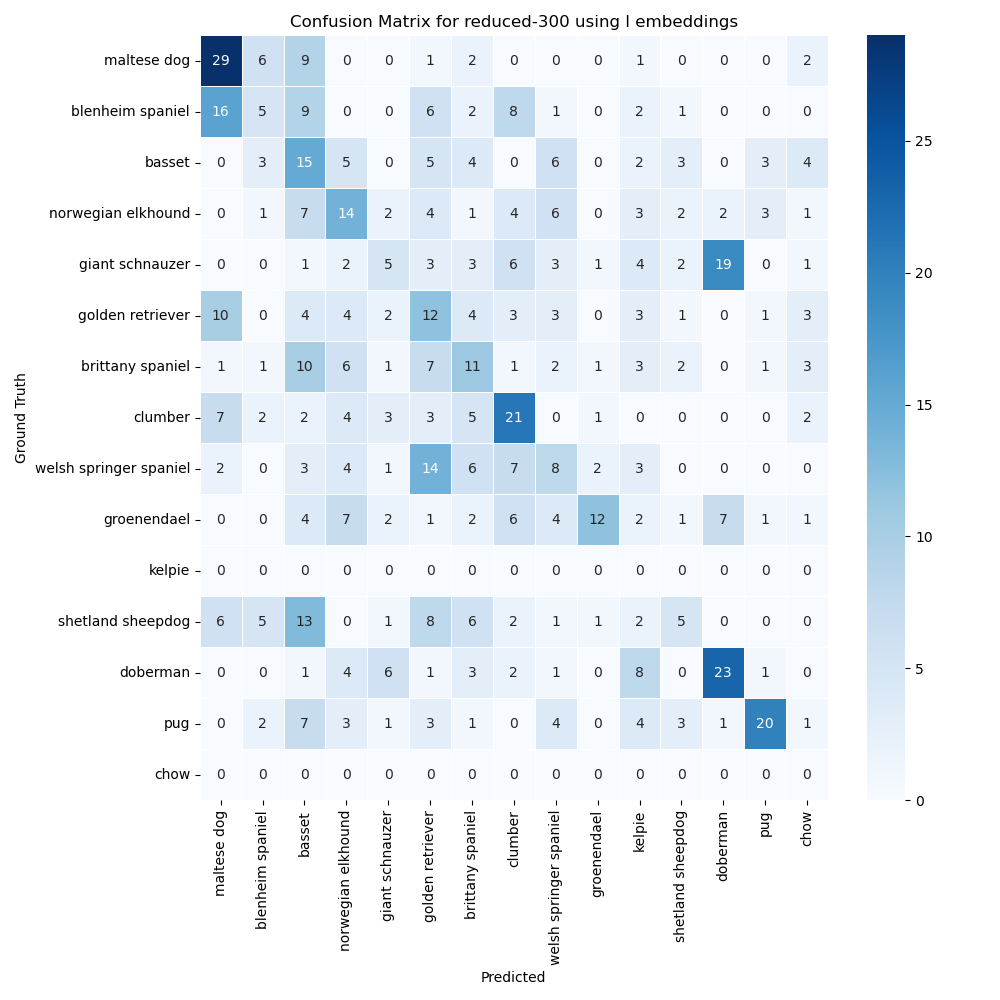 Confusion Matrix for reduced-300 using l embeddings
Ground Truth
maltese dog 29 6 9 0 0 1 2 0 0 0 1 0 0 0 2
blenheim spaniel 16 5 9 0 0 6 2 8 1 0 2 1 0 0 0
basset 0 3 15 5 0 5 4 0 6 0 2 3 0 3 4
norwegian elkhound 0 1 7 14 2 4 1 4 6 0 3 2 2 3 1
giant schnauzer 0 0 1 2 5 3 3 6 3 1 4 2 19 0 1
golden retriever 10 0 4 4 2 12 4 3 3 0 3 1 0 1 3
brittany spaniel 1 1 10 6 1 7 11 1 2 1 3 2 0 1 3
clumber 7 2 2 4 3 3 5 21 0 1 0 0 0 0 2
welsh springer spaniel 2 0 3 4 1 14 6 7 8 2 3 0 0 0 0
groenendael 0 0 4 7 2 1 2 6 4 12 2 1 7 1 1
kelpie 0 0 0 0 0 0 0 0 0 0 0 0 0 0 0
shetland sheepdog 6 5 13 0 1 8 6 2 1 1 2 5 0 0 0
doberman 0 0 1 4 6 1 3 2 1 0 8 0 23 1 0
pug 0 2 7 3 1 3 1 0 4 0 4 3 1 20 1
chow 0 0 0 0 0 0 0 0 0 0 0 0 0 0 0
maltese dog
blenheim spaniel
basset
norwegian elkhound
giant schnauzer
golden retriever
brittany spaniel
clumber
welsh springer spaniel
groenendael
kelpie
shetland sheepdog
doberman
pug
chow
Predicted
25
20
15
10
5
0